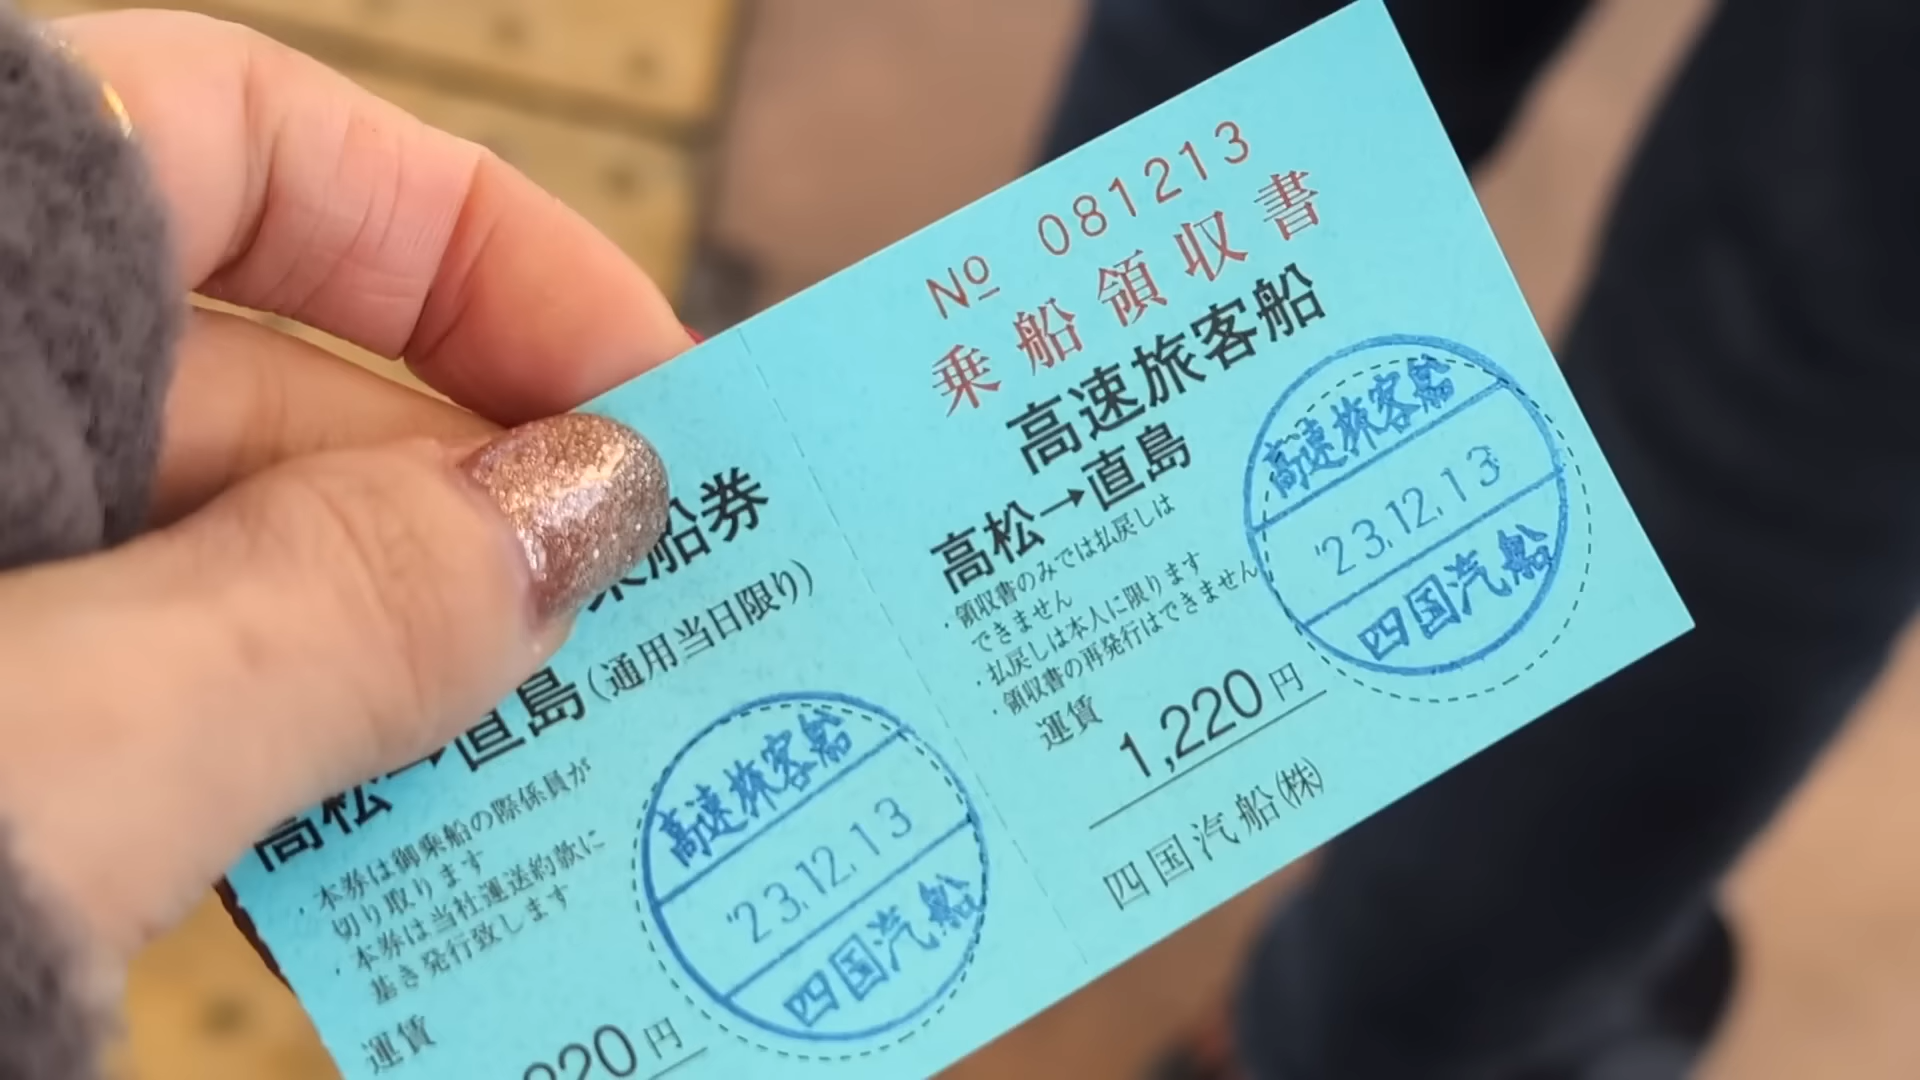 船券
直島(通用当日限り)
・本券は御乗船の際係員が
切り取ります
・本券は当社運送約款に
基き発行致します
運賃
220円
高速旅客船
'23.12.13
四国汽船
No 081213
乗船領収書
高速旅客船
高松→直島
・領収書のみでは払戻しは
できません
・払戻しは本人に限ります
・領収書の再発行はできません
運賃
1,220円
四国汽船(株)
高速旅客船
'23.12.13
四国汽船